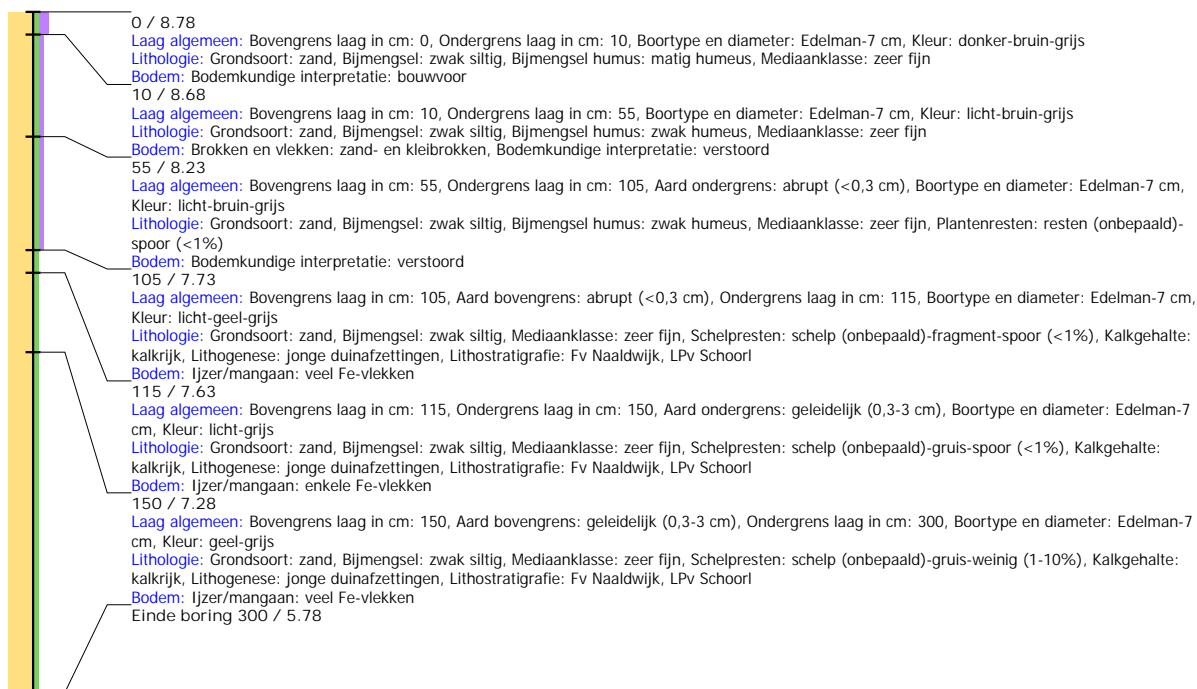 0 / 8.78
Laag algemeen: Bovengrens laag in cm: 0, Ondergrens laag in cm: 10, Boortype en diameter: Edelman-7 cm, Kleur: donker-bruin-grijs
Lithologie: Grondsoort: zand, Bijmengsel: zwak siltig, Bijmengsel humus: matig humeus, Mediaanklasse: zeer fijn
Bodem: Bodemkundige interpretatie: bouwvoor
10 / 8.68
Laag algemeen: Bovengrens laag in cm: 10, Ondergrens laag in cm: 55, Boortype en diameter: Edelman-7 cm, Kleur: licht-bruin-grijs
Lithologie: Grondsoort: zand, Bijmengsel: zwak siltig, Bijmengsel humus: zwak humeus, Mediaanklasse: zeer fijn
Bodem: Brokken en vlekken: zand- en kleibrokken, Bodemkundige interpretatie: verstoord
55 / 8.23
Laag algemeen: Bovengrens laag in cm: 55, Ondergrens laag in cm: 105, Aard ondergrens: abrupt (<0,3 cm), Boortype en diameter: Edelman-7 cm,
Kleur: licht-bruin-grijs
Lithologie: Grondsoort: zand, Bijmengsel: zwak siltig, Bijmengsel humus: zwak humeus, Mediaanklasse: zeer fijn, Plantenresten: resten (onbepaald)-
spoor (<1%)
Bodem: Bodemkundige interpretatie: verstoord
105 / 7.73
Laag algemeen: Bovengrens laag in cm: 105, Aard bovengrens: abrupt (<0,3 cm), Ondergrens laag in cm: 115, Boortype en diameter: Edelman-7 cm,
Kleur: licht-geel-grijs
Lithologie: Grondsoort: zand, Bijmengsel: zwak siltig, Mediaanklasse: zeer fijn, Schelpresten: schelp (onbepaald)-fragment-spoor (<1%), Kalkgehalte:
kalkrijk, Lithogenese: jonge duinafzettingen, Lithostratigrafie: Fv Naaldwijk, LPv Schoorl
Bodem: Ijzer/mangaan: veel Fe-vlekken
115 / 7.63
Laag algemeen: Bovengrens laag in cm: 115, Ondergrens laag in cm: 150, Aard ondergrens: geleidelijk (0,3-3 cm), Boortype en diameter: Edelman-7
cm, Kleur: licht-grijs
Lithologie: Grondsoort: zand, Bijmengsel: zwak siltig, Mediaanklasse: zeer fijn, Schelpresten: schelp (onbepaald)-gruis-spoor (<1%), Kalkgehalte:
kalkrijk, Lithogenese: jonge duinafzettingen, Lithostratigrafie: Fv Naaldwijk, LPv Schoorl
Bodem: Ijzer/mangaan: enkele Fe-vlekken
150 / 7.28
Laag algemeen: Bovengrens laag in cm: 150, Aard bovengrens: geleidelijk (0,3-3 cm), Ondergrens laag in cm: 300, Boortype en diameter: Edelman-7
cm, Kleur: geel-grijs
Lithologie: Grondsoort: zand, Bijmengsel: zwak siltig, Mediaanklasse: zeer fijn, Schelpresten: schelp (onbepaald)-gruis-weinig (1-10%), Kalkgehalte:
kalkrijk, Lithogenese: jonge duinafzettingen, Lithostratigrafie: Fv Naaldwijk, LPv Schoorl
Bodem: Ijzer/mangaan: veel Fe-vlekken
Einde boring 300 / 5.78